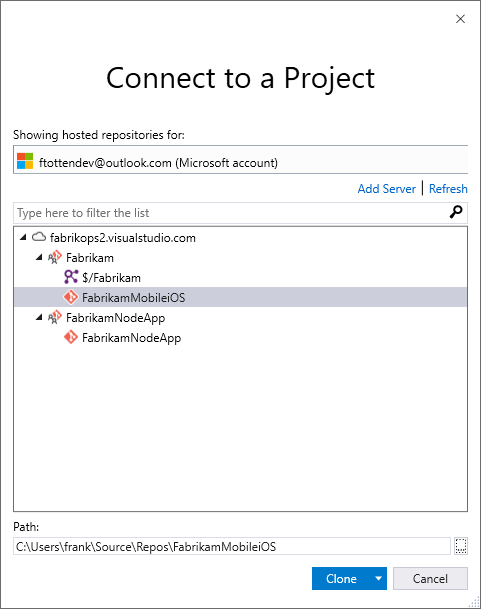 Connect to a Project
Showing hosted repositories for:
ftottendev@outlook.com (Microsoft account)
Add Server | Refresh
Type here to filter the list
fabrikops2.visualstudio.com
Fabrikam
$/Fabrikam
FabrikamMobileiOS
FabrikamNodeApp
FabrikamNodeApp
Path:
C:\Users\frank\Source\Repos\FabrikamMobileiOS
Clone
Cancel